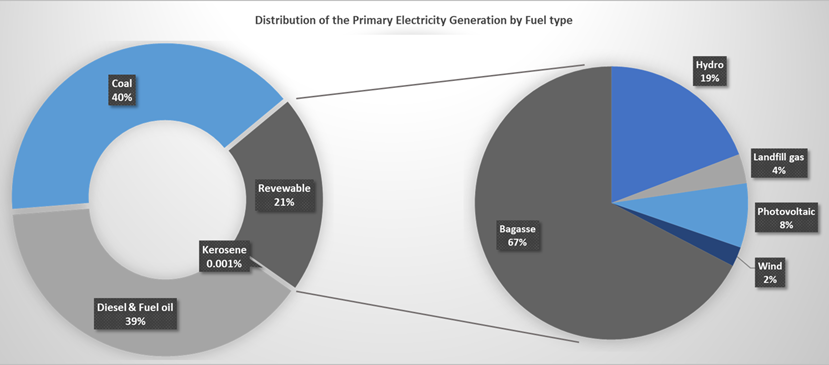 Distribution of the Primary Electricity Generation by Fuel type
Coal
40%
Revewable
21%
Kerosene
0.001%
Diesel & Fuel oil
39%
Hydro
19%
Landfill gas
4%
Photovoltaic
8%
Wind
2%
Bagasse
67%